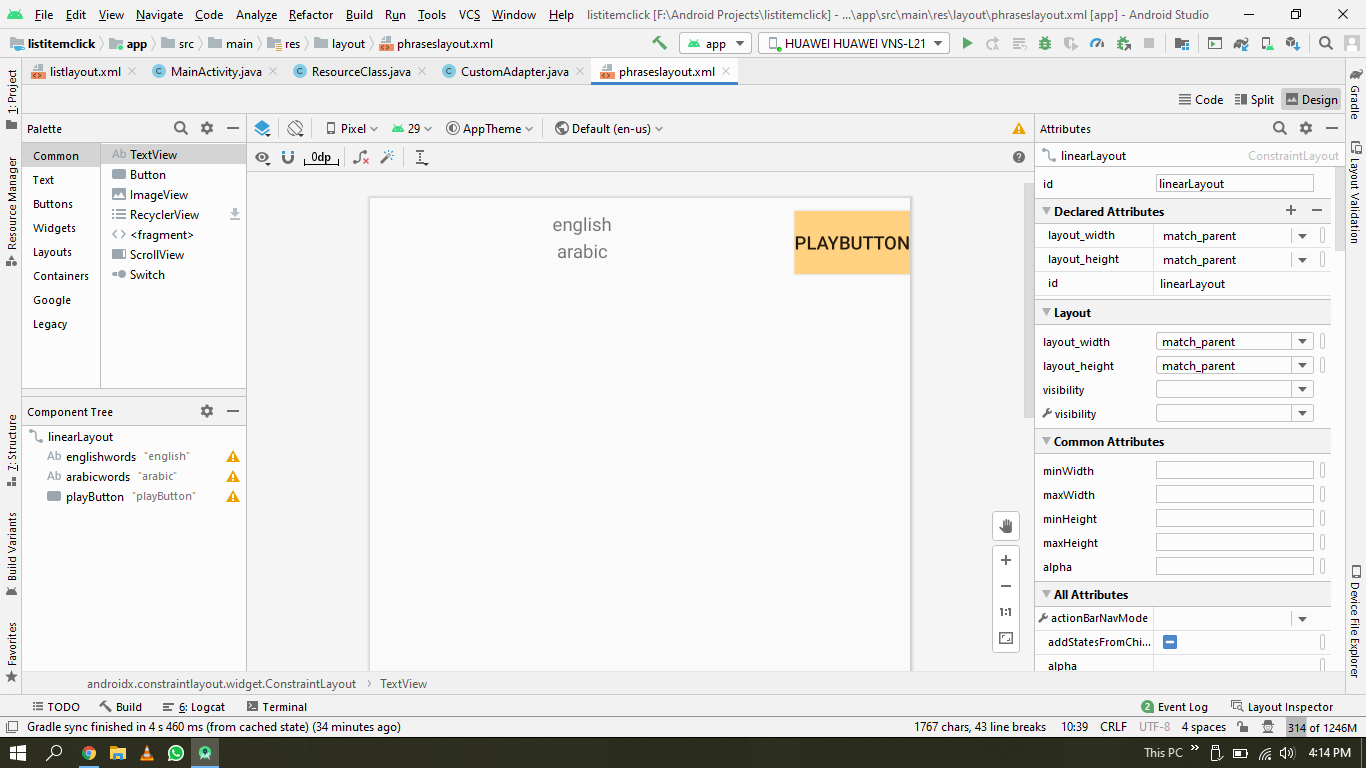 File Edit View Navigate Code Analyze Refactor Build Run Tools VCS Window Help listitemclick [F:\Android Projects\listitemclick] - ...\app\src\main\res\layout\phraseslayout.xml [app] - Android Studio
listitemclick app src main res layout phraseslayout.xml app HUAWEI HUAWEI VNS-L21
listlayout.xml MainActivity.java ResourceClass.java CustomAdapter.java phraseslayout.xml
Code Split Design
1: Project
Resource Manager
7: Structure
Build Variants
Favorites
Palette
Common
Text
Buttons
Widgets
Layouts
Containers
Google
Legacy
Ab TextView
Button
ImageView
RecyclerView
<fragment>
ScrollView
Switch
Component Tree
linearLayout
Ab englishwords "english"
Ab arabicwords "arabic"
playButton "playButton"
Pixel 29 AppTheme Default (en-us)
0dp
english
arabic
PLAYBUTTON
1:1
Attributes
linearLayout ConstraintLayout
id linearLayout
Declared Attributes
layout_width match_parent
layout_height match_parent
id linearLayout
Layout
layout_width match_parent
layout_height match_parent
visibility
visibility
Common Attributes
minWidth
maxWidth
minHeight
maxHeight
alpha
All Attributes
actionBarNavMode
addStatesFromChi...
alpha
Gradle
Layout Validation
Device File Explorer
androidx.constraintlayout.widget.ConstraintLayout TextView
TODO Build 6: Logcat Terminal 2 Event Log Layout Inspector
Gradle sync finished in 4 s 460 ms (from cached state) (34 minutes ago) 1767 chars, 43 line breaks 10:39 CRLF UTF-8 4 spaces 314 of 1246M
This PC 4:14 PM